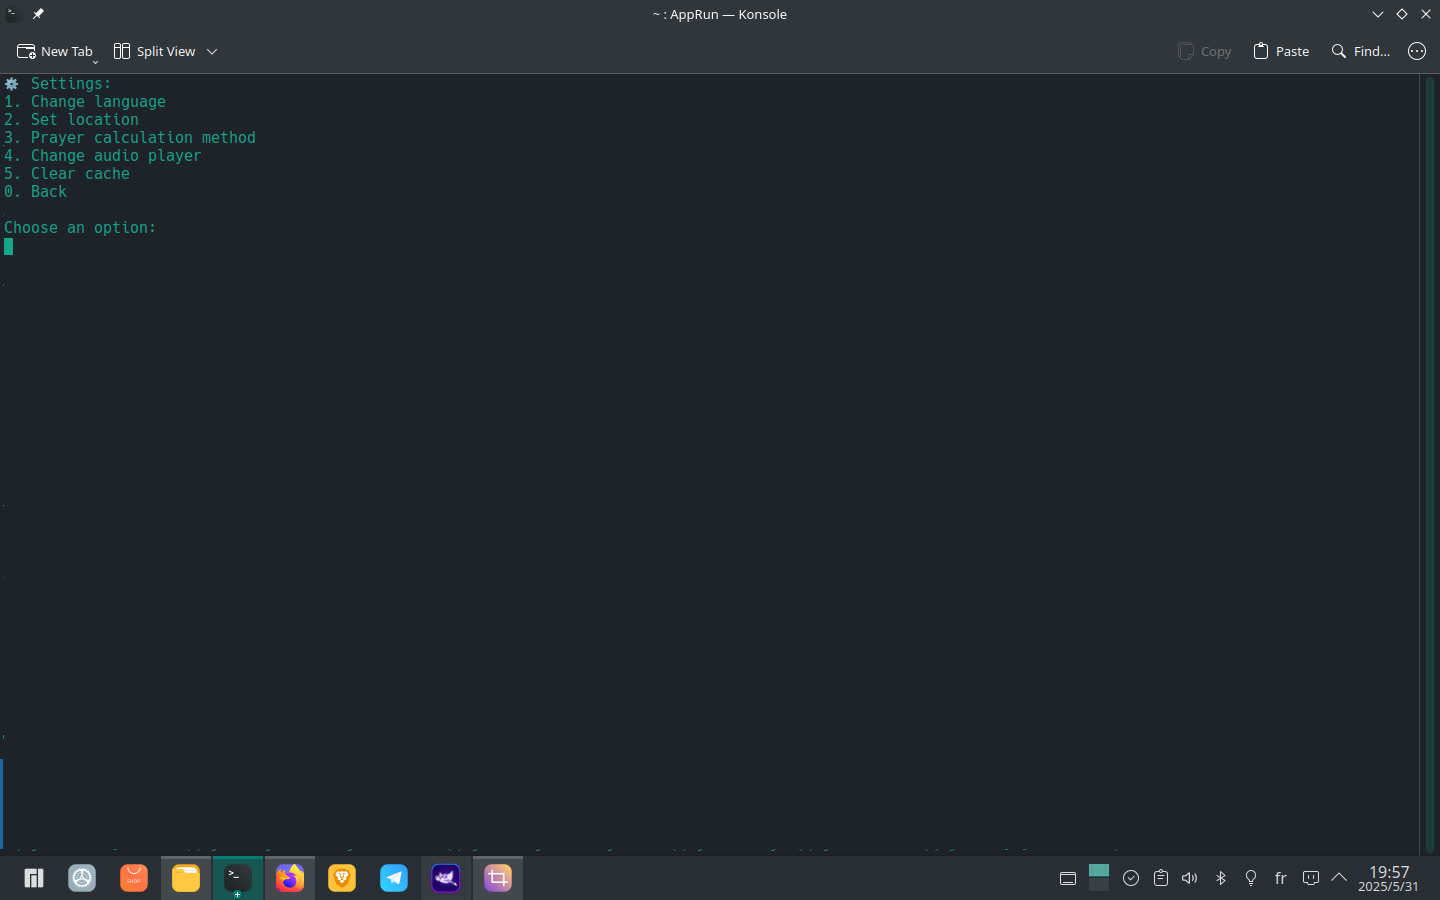 ~ : AppRun — Konsole
New Tab
Split View
Copy
Paste
Find...
Settings:
1. Change language
2. Set location
3. Prayer calculation method
4. Change audio player
5. Clear cache
0. Back
Choose an option:
fr
19:57
2025/5/31